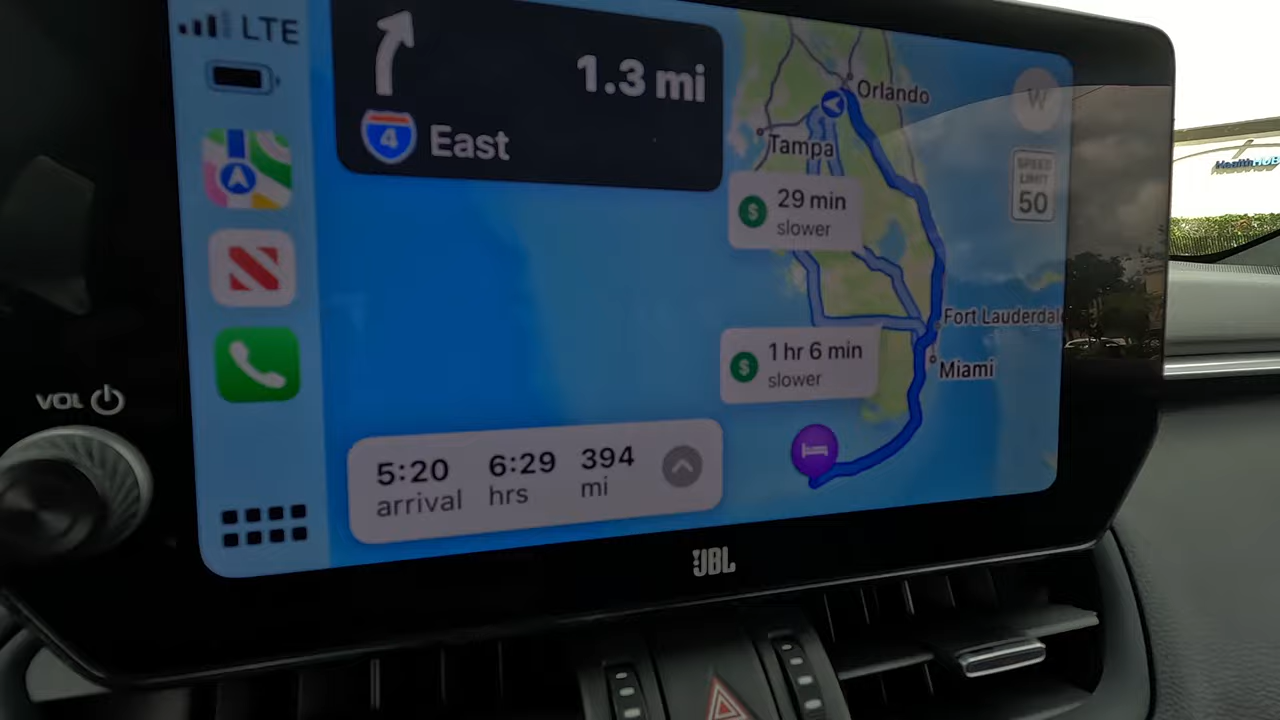 LTE
1.3 mi
4
East
Orlando
Tampa
W
SPEED
LIMIT
50
$
29 min
slower
Fort Lauderdal
Miami
$
1 hr 6 min
slower
5:20
arrival
6:29
hrs
394
mi
VOL
JBL
HealthHUB